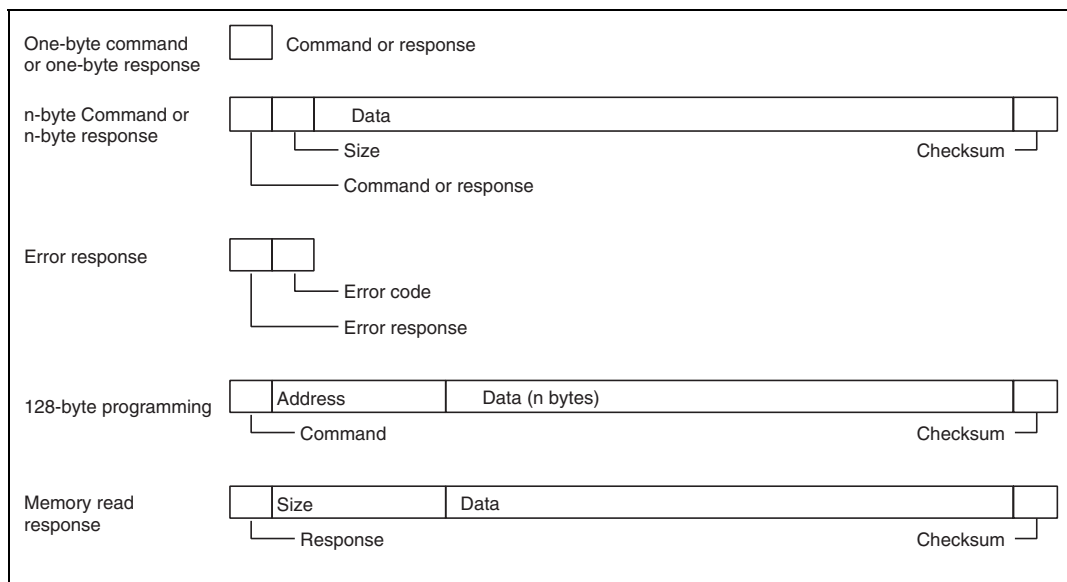 One-byte command
or one-byte response
Command or response
n-byte Command or
n-byte response
Data
Size
Checksum
Command or response
Error response
Error code
Error response
128-byte programming
Address
Data (n bytes)
Command
Checksum
Memory read
response
Size
Data
Response
Checksum